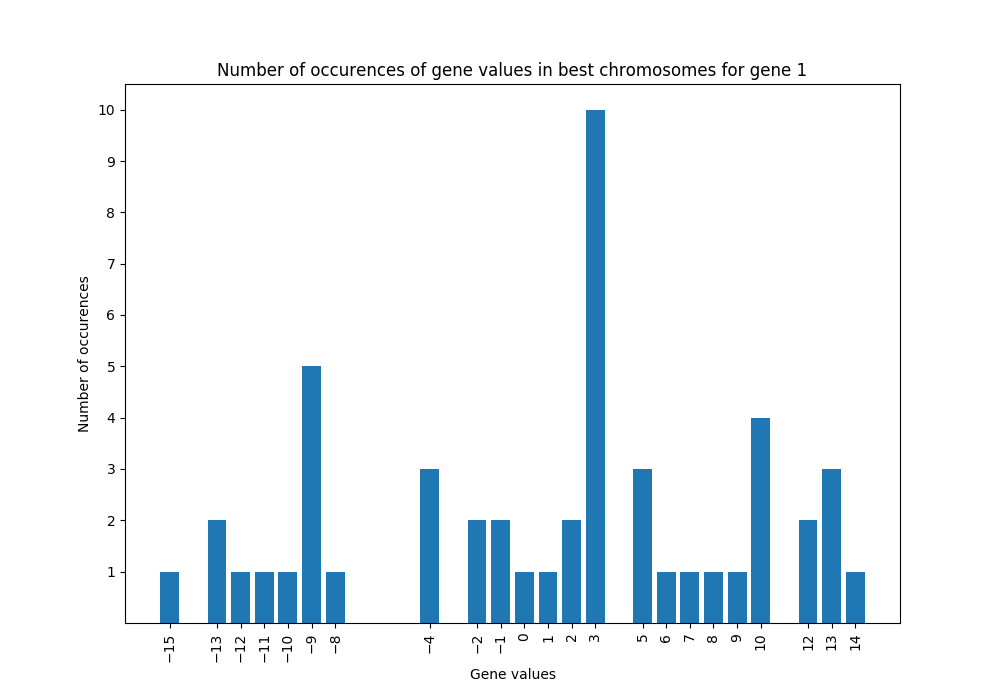 Number of occurences of gene values in best chromosomes for gene 1
10
9
8
7
6
5
4
3
2
1
Number of occurences
−15 −13 −12 −11 −10 −9 −8 −4 −2 −1 0 1 2 3 5 6 7 8 9 10 12 13 14
Gene values